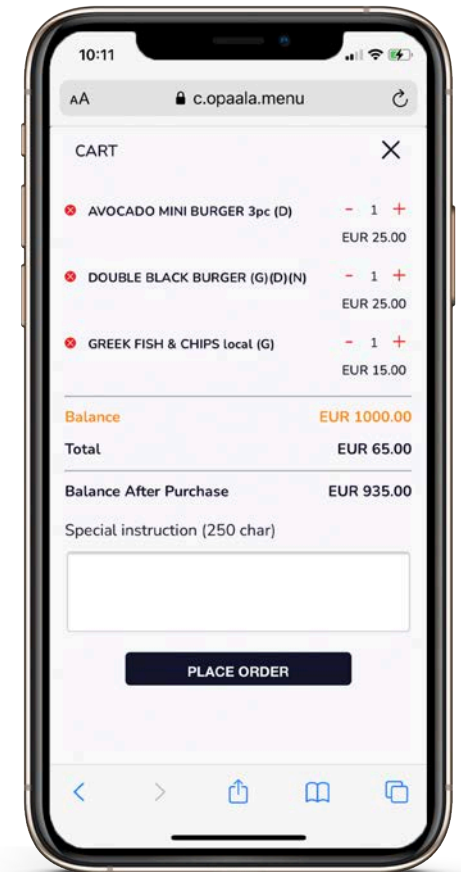 10:11
AA c.opaala.menu
CART
AVOCADO MINI BURGER 3pc (D) - 1 +
EUR 25.00
DOUBLE BLACK BURGER (G)(D)(N) - 1 +
EUR 25.00
GREEK FISH & CHIPS local (G) - 1 +
EUR 15.00
Balance EUR 1000.00
Total EUR 65.00
Balance After Purchase EUR 935.00
Special instruction (250 char)
PLACE ORDER